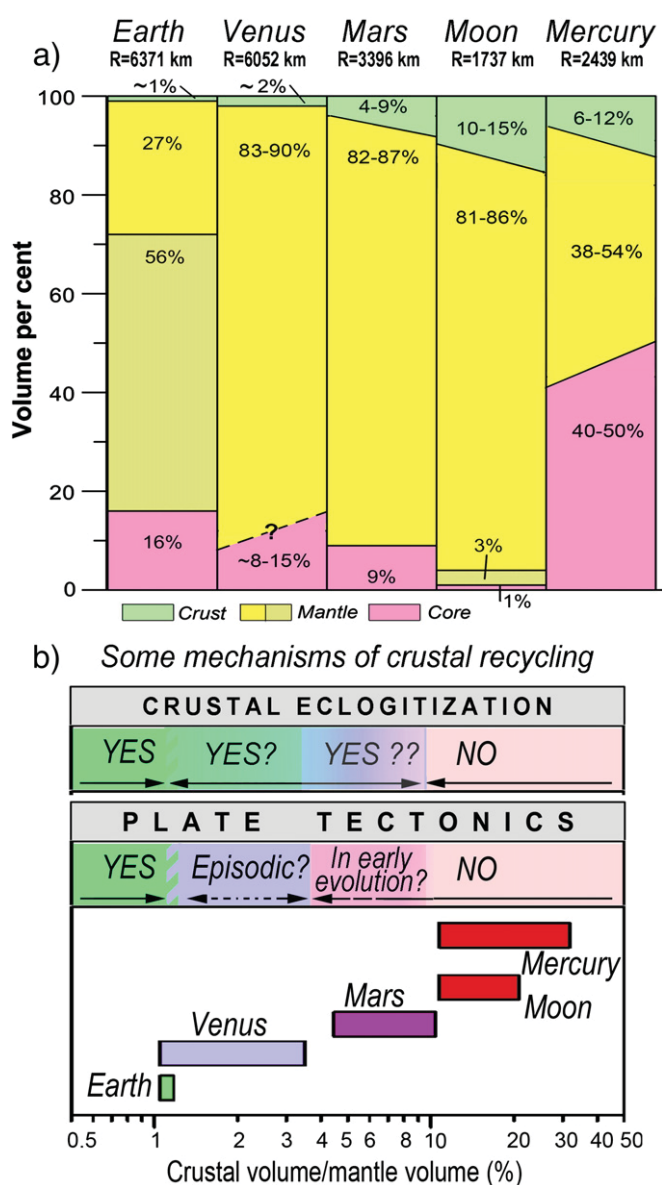 a)
Earth Venus Mars Moon Mercury
R=6371 km R=6052 km R=3396 km R=1737 km R=2439 km
~1% ~2%
100
4-9%
10-15%
6-12%
27%
83-90%
82-87%
81-86%
80
56%
38-54%
60
Volume per cent
40
40-50%
20
16%
?
~8-15%
9%
3%
1%
0
Crust Mantle Core
b) Some mechanisms of crustal recycling
CRUSTAL ECLOGITIZATION
YES YES? YES ?? NO
PLATE TECTONICS
YES Episodic? In early NO
evolution?
Mercury
Moon
Mars
Venus
Earth
0.5 1 2 3 4 5 6 8 10 20 30 50
Crustal volume/mantle volume (%)